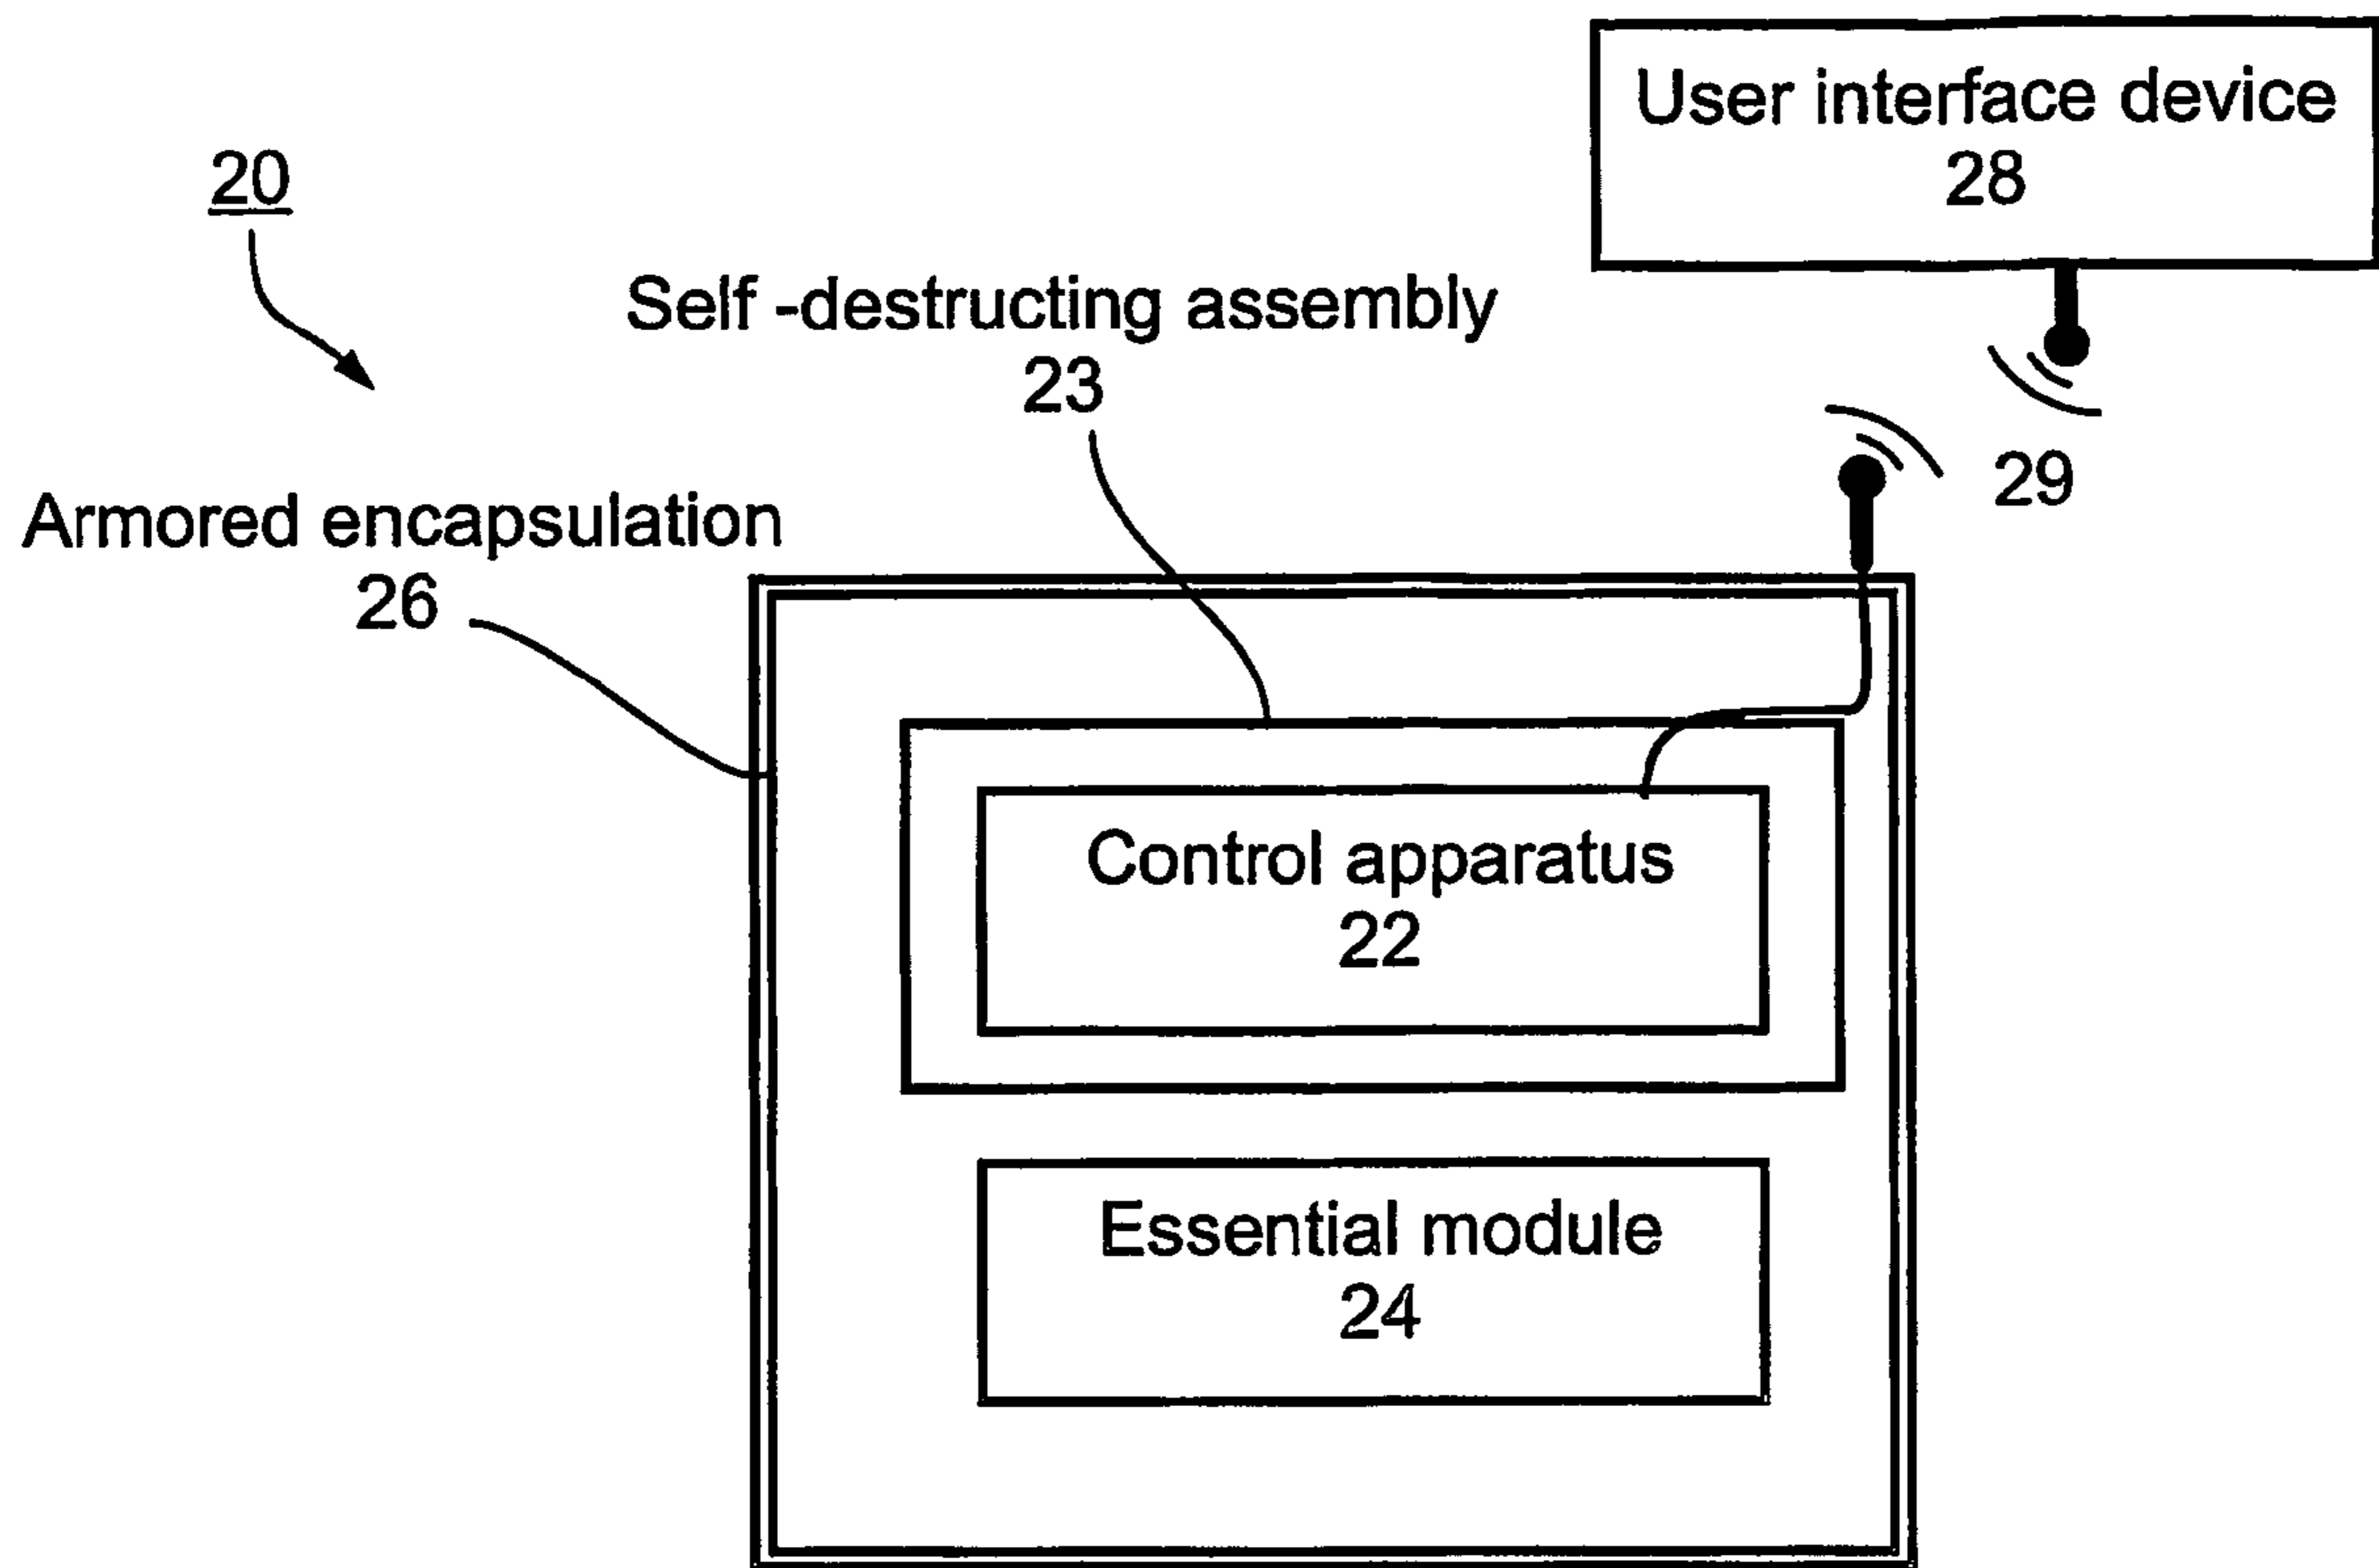 User interface device
28
20
Self -destructing assembly
23
29
Armored encapsulation
26
Control apparatus
22
Essential module
24